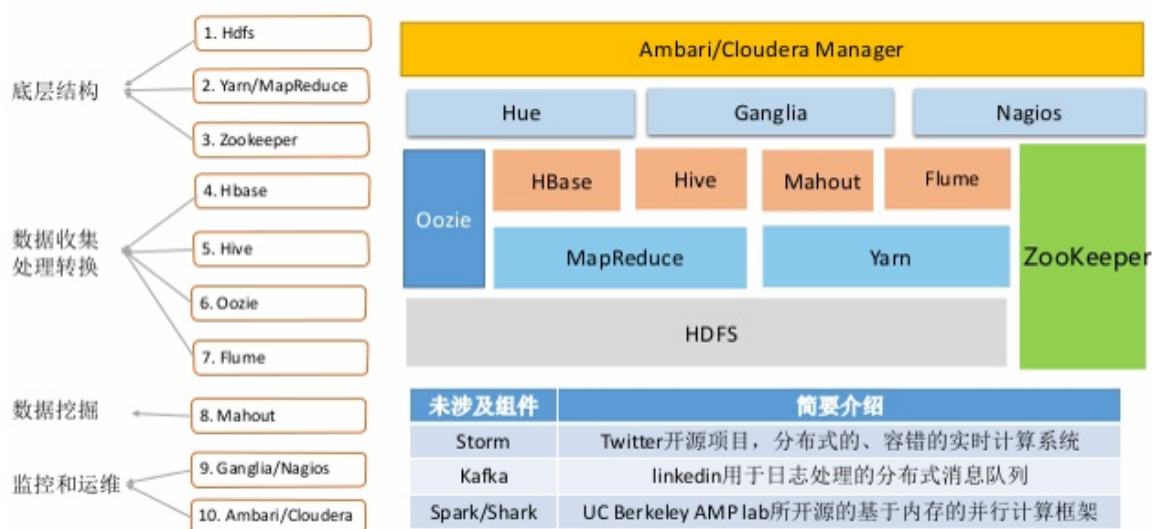 底层结构
1. Hdfs
2. Yarn/MapReduce
3. Zookeeper
数据收集
处理转换
4. Hbase
5. Hive
6. Oozie
7. Flume
数据挖掘
8. Mahout
监控和运维
9. Ganglia/Nagios
10. Ambari/Cloudera
Ambari/Cloudera Manager
Hue Ganglia Nagios
Oozie
HBase Hive Mahout Flume
MapReduce Yarn
ZooKeeper
HDFS
未涉及组件 简要介绍
Storm Twitter开源项目，分布式的、容错的实时计算系统
Kafka linkedin用于日志处理的分布式消息队列
Spark/Shark UC Berkeley AMP lab所开源的基于内存的并行计算框架